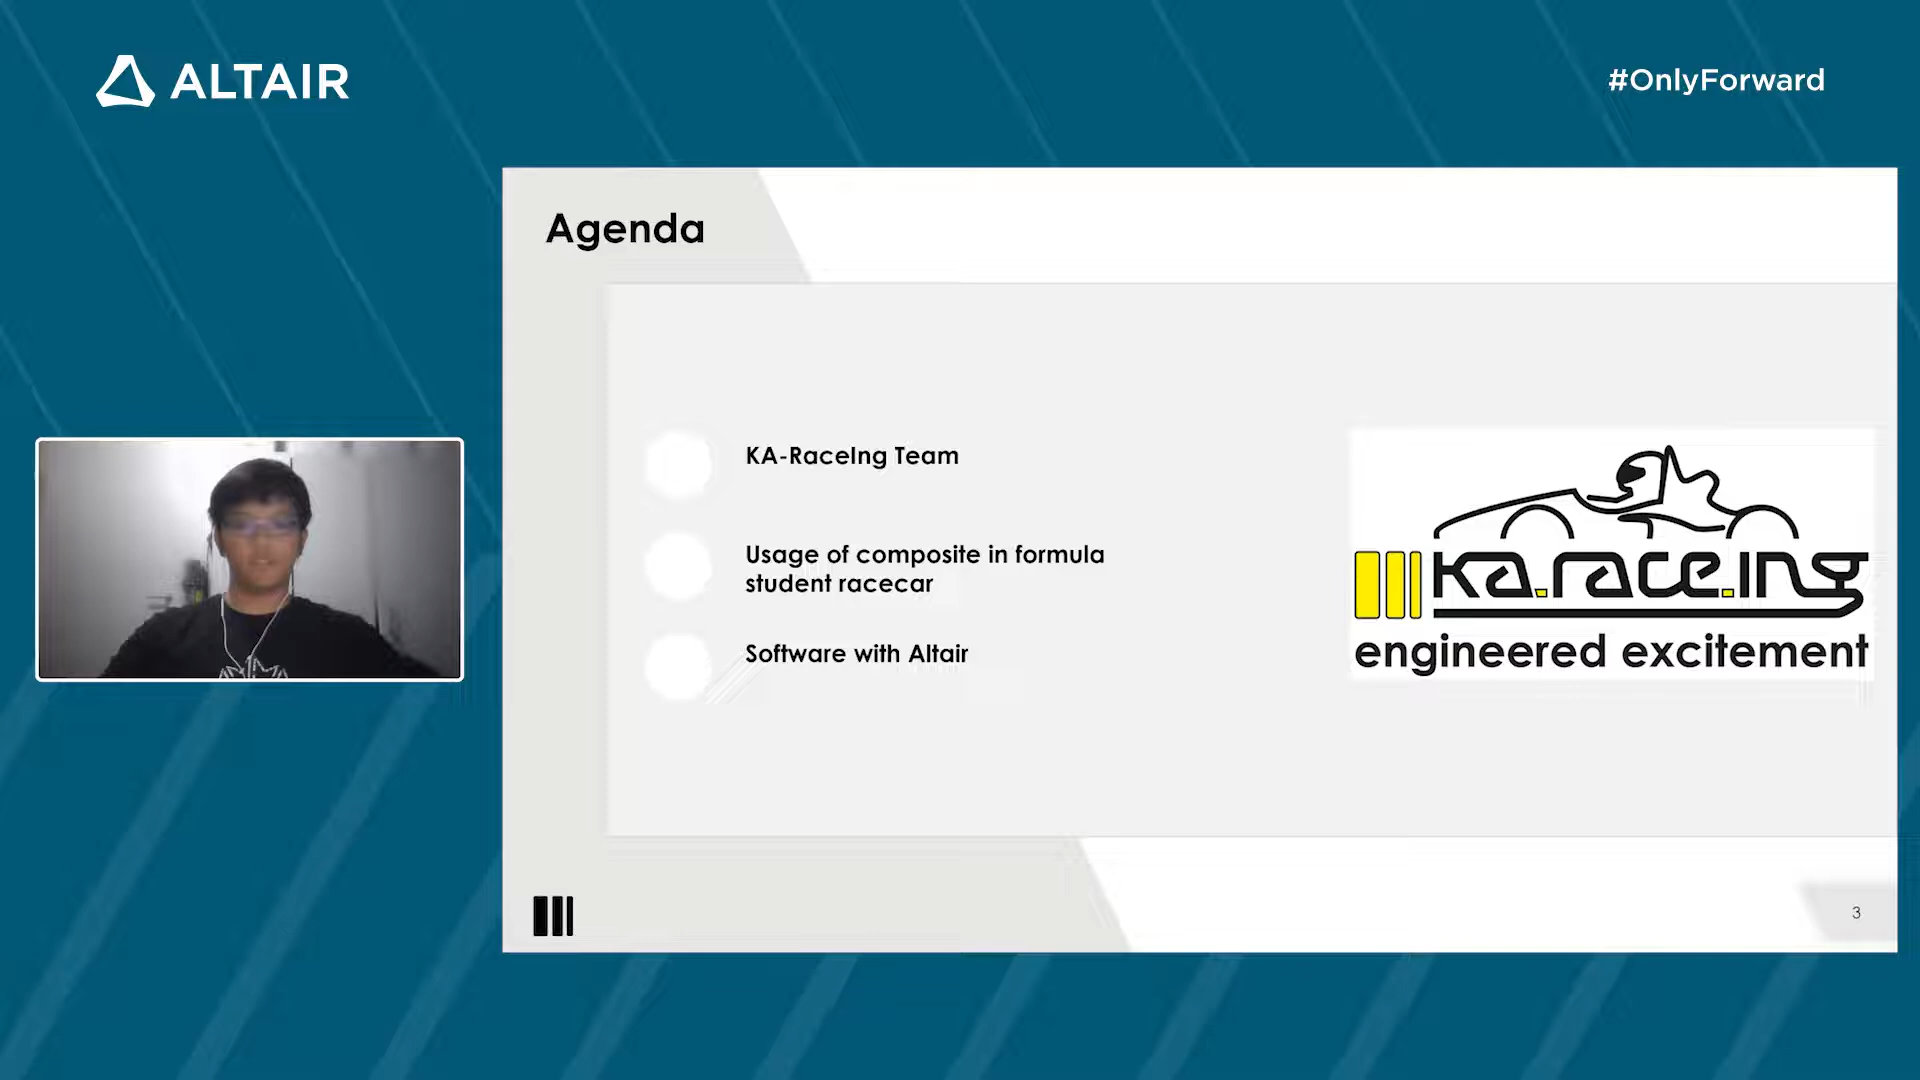 ALTAIR
#OnlyForward
Agenda
KA-RaceIng Team
Usage of composite in formula
student racecar
Software with Altair
ka.race.ing
engineered excitement
3